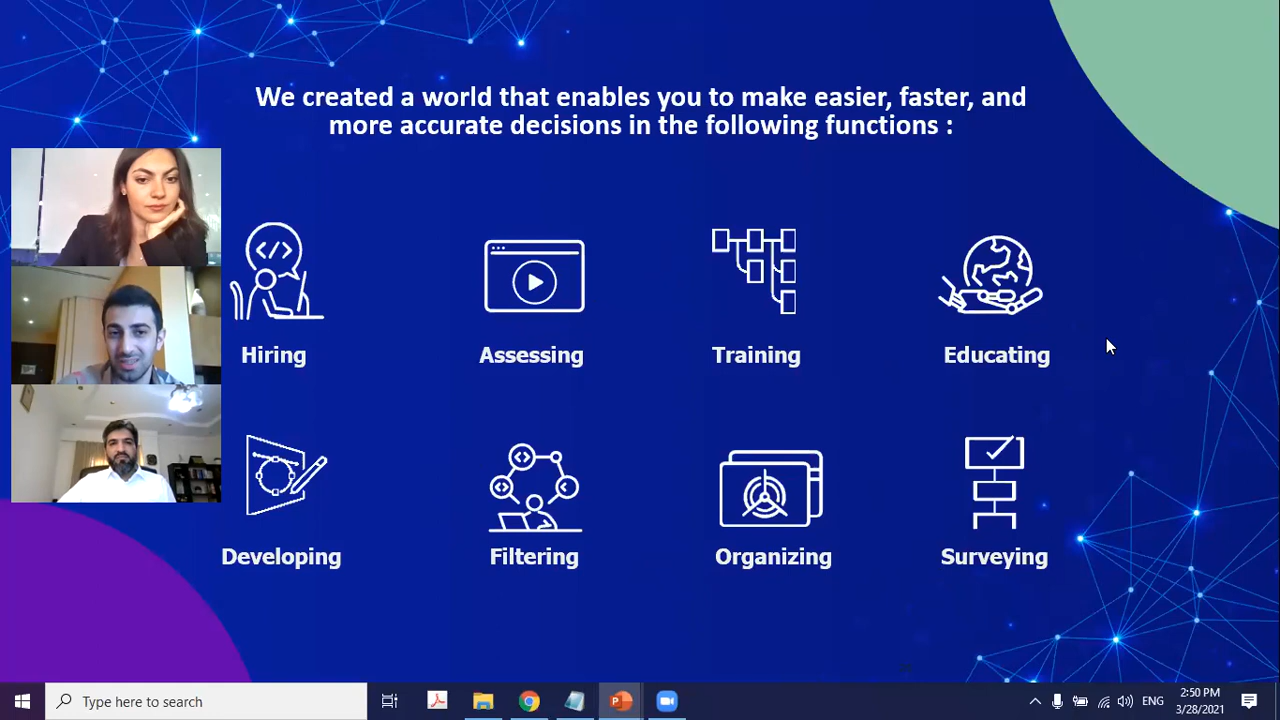 We created a world that enables you to make easier, faster, and
more accurate decisions in the following functions :
Hiring
Assessing
Training
Educating
Developing
Filtering
Organizing
Surveying
Type here to search
ENG
2:50 PM
3/28/2021